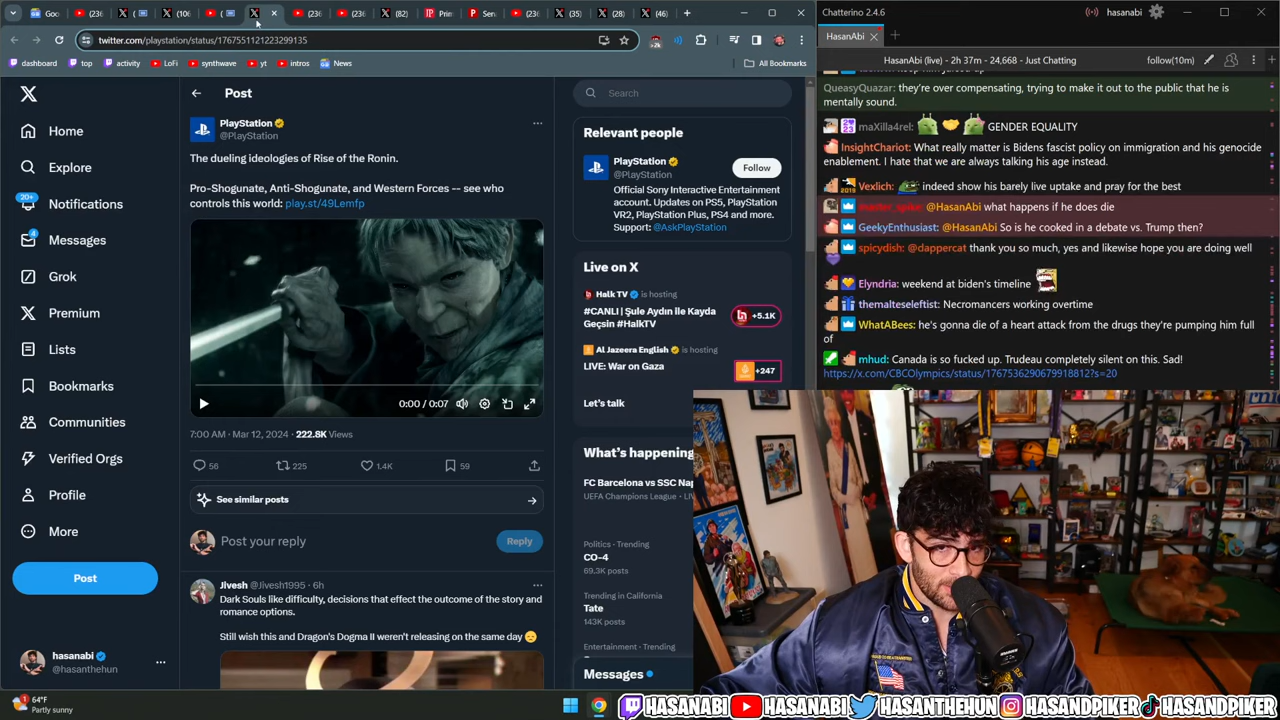 Goo
(236
(106
(236
(236
(82)
Prin
Sen
(35)
(28)
(46)
twitter.com/playstation/status/1767551121223299135
dashboard
top
activity
LoFi
synthwave
yt
intros
News
All Bookmarks
Home
Explore
20+
Notifications
4
Messages
Grok
Premium
Lists
Bookmarks
Communities
Verified Orgs
Profile
More
Post
hasanabi
@hasanthehun
Post
PlayStation
@PlayStation
The dueling ideologies of Rise of the Ronin.
Pro-Shogunate, Anti-Shogunate, and Western Forces -- see who
controls this world: play.st/49Lemfp
0:00 / 0:07
7:00 AM · Mar 12, 2024 · 222.8K Views
56
225
1.4K
59
See similar posts
Post your reply
Reply
Jivesh @Jivesh1995 · 6h
Dark Souls like difficulty, decisions that effect the outcome of the story and
romance options.
Still wish this and Dragon's Dogma II weren't releasing on the same day
Search
Relevant people
PlayStation
@PlayStation
Follow
Official Sony Interactive Entertainment
account. Updates on PS5, PlayStation
VR2, PlayStation Plus, PS4 and more.
Support: @AskPlayStation
Live on X
Halk TV is hosting
#CANLI | Şule Aydın ile Kayda
Geçsin #HalkTV
+5.1K
Al Jazeera English is hosting
LIVE: War on Gaza
+247
Let's talk
What's happening
FC Barcelona vs SSC Nap
UEFA Champions League · LIV
Politics · Trending
CO-4
69.3K posts
Trending in California
Tate
143K posts
Entertainment · Trending
Messages
64°F
Partly sunny
Chatterino 2.4.6
hasanabi
HasanAbi
HasanAbi (live) - 2h 37m - 24,668 - Just Chatting
follow(10m)
QueasyQuazar: they're over compensating, trying to make it out to the public that he is
mentally sound.
maXilla4rel: GENDER EQUALITY
InsightChariot: What really matter is Bidens fascist policy on immigration and his genocide
enablement. I hate that we are always talking his age instead.
Vexlich: indeed show his barely live uptake and pray for the best
@HasanAbi what happens if he does die
GeekyEnthusiast: @HasanAbi So is he cooked in a debate vs. Trump then?
spicydish: @dappercat thank you so much, yes and likewise hope you are doing well
Elyndria: weekend at biden's timeline
themalteseleftist: Necromancers working overtime
WhatABees: he's gonna die of a heart attack from the drugs they're pumping him full
of
mhud: Canada is so fucked up. Trudeau completely silent on this. Sad!
https://x.com/CBCOlympics/status/1767536290679918812?s=20
HASANABI
HASANABI
HASANTHEHUN
HASANDPIKER
HASANDPIKER